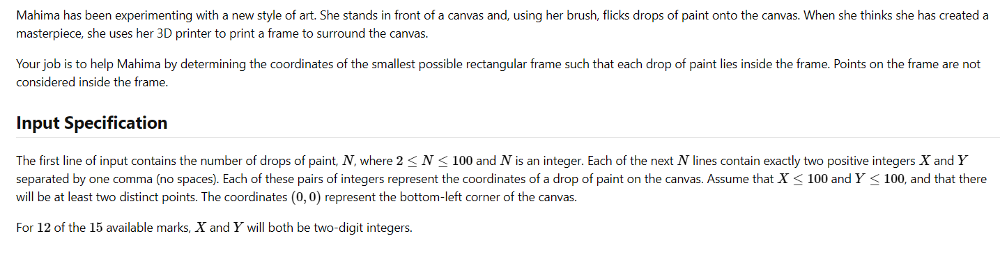 Mahima has been experimenting with a new style of art. She stands in front of a canvas and, using her brush, flicks drops of paint onto the canvas. When she thinks she has created a
masterpiece, she uses her 3D printer to print a frame to surround the canvas.
Your job is to help Mahima by determining the coordinates of the smallest possible rectangular frame such that each drop of paint lies inside the frame. Points on the frame are not
considered inside the frame.
Input Specification
The first line of input contains the number of drops of paint, N, where 2 ≤ N ≤ 100 and N is an integer. Each of the next N lines contain exactly two positive integers X and Y
separated by one comma (no spaces). Each of these pairs of integers represent the coordinates of a drop of paint on the canvas. Assume that X ≤ 100 and Y ≤ 100, and that there
will be at least two distinct points. The coordinates (0, 0) represent the bottom-left corner of the canvas.
For 12 of the 15 available marks, X and Y will both be two-digit integers.